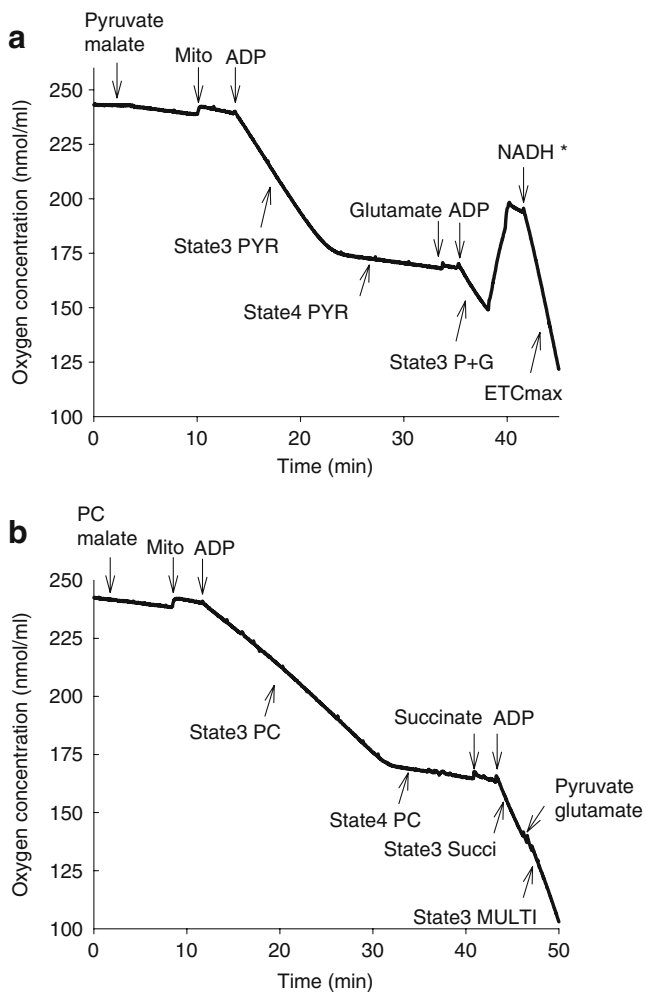 a
Pyruvate
malate
Mito
ADP
Oxygen concentration (nmol/ml)
250
225
200
175
150
125
100
NADH *
Glutamate ADP
State3 PYR
State4 PYR
State3 P+G
ETCmax
0
10
20
30
40
Time (min)
b
PC
malate
Mito
ADP
Oxygen concentration (nmol/ml)
250
225
200
175
150
125
100
Succinate
ADP
State3 PC
Pyruvate
glutamate
State4 PC
State3 Succi
State3 MULTI
0
10
20
30
40
50
Time (min)